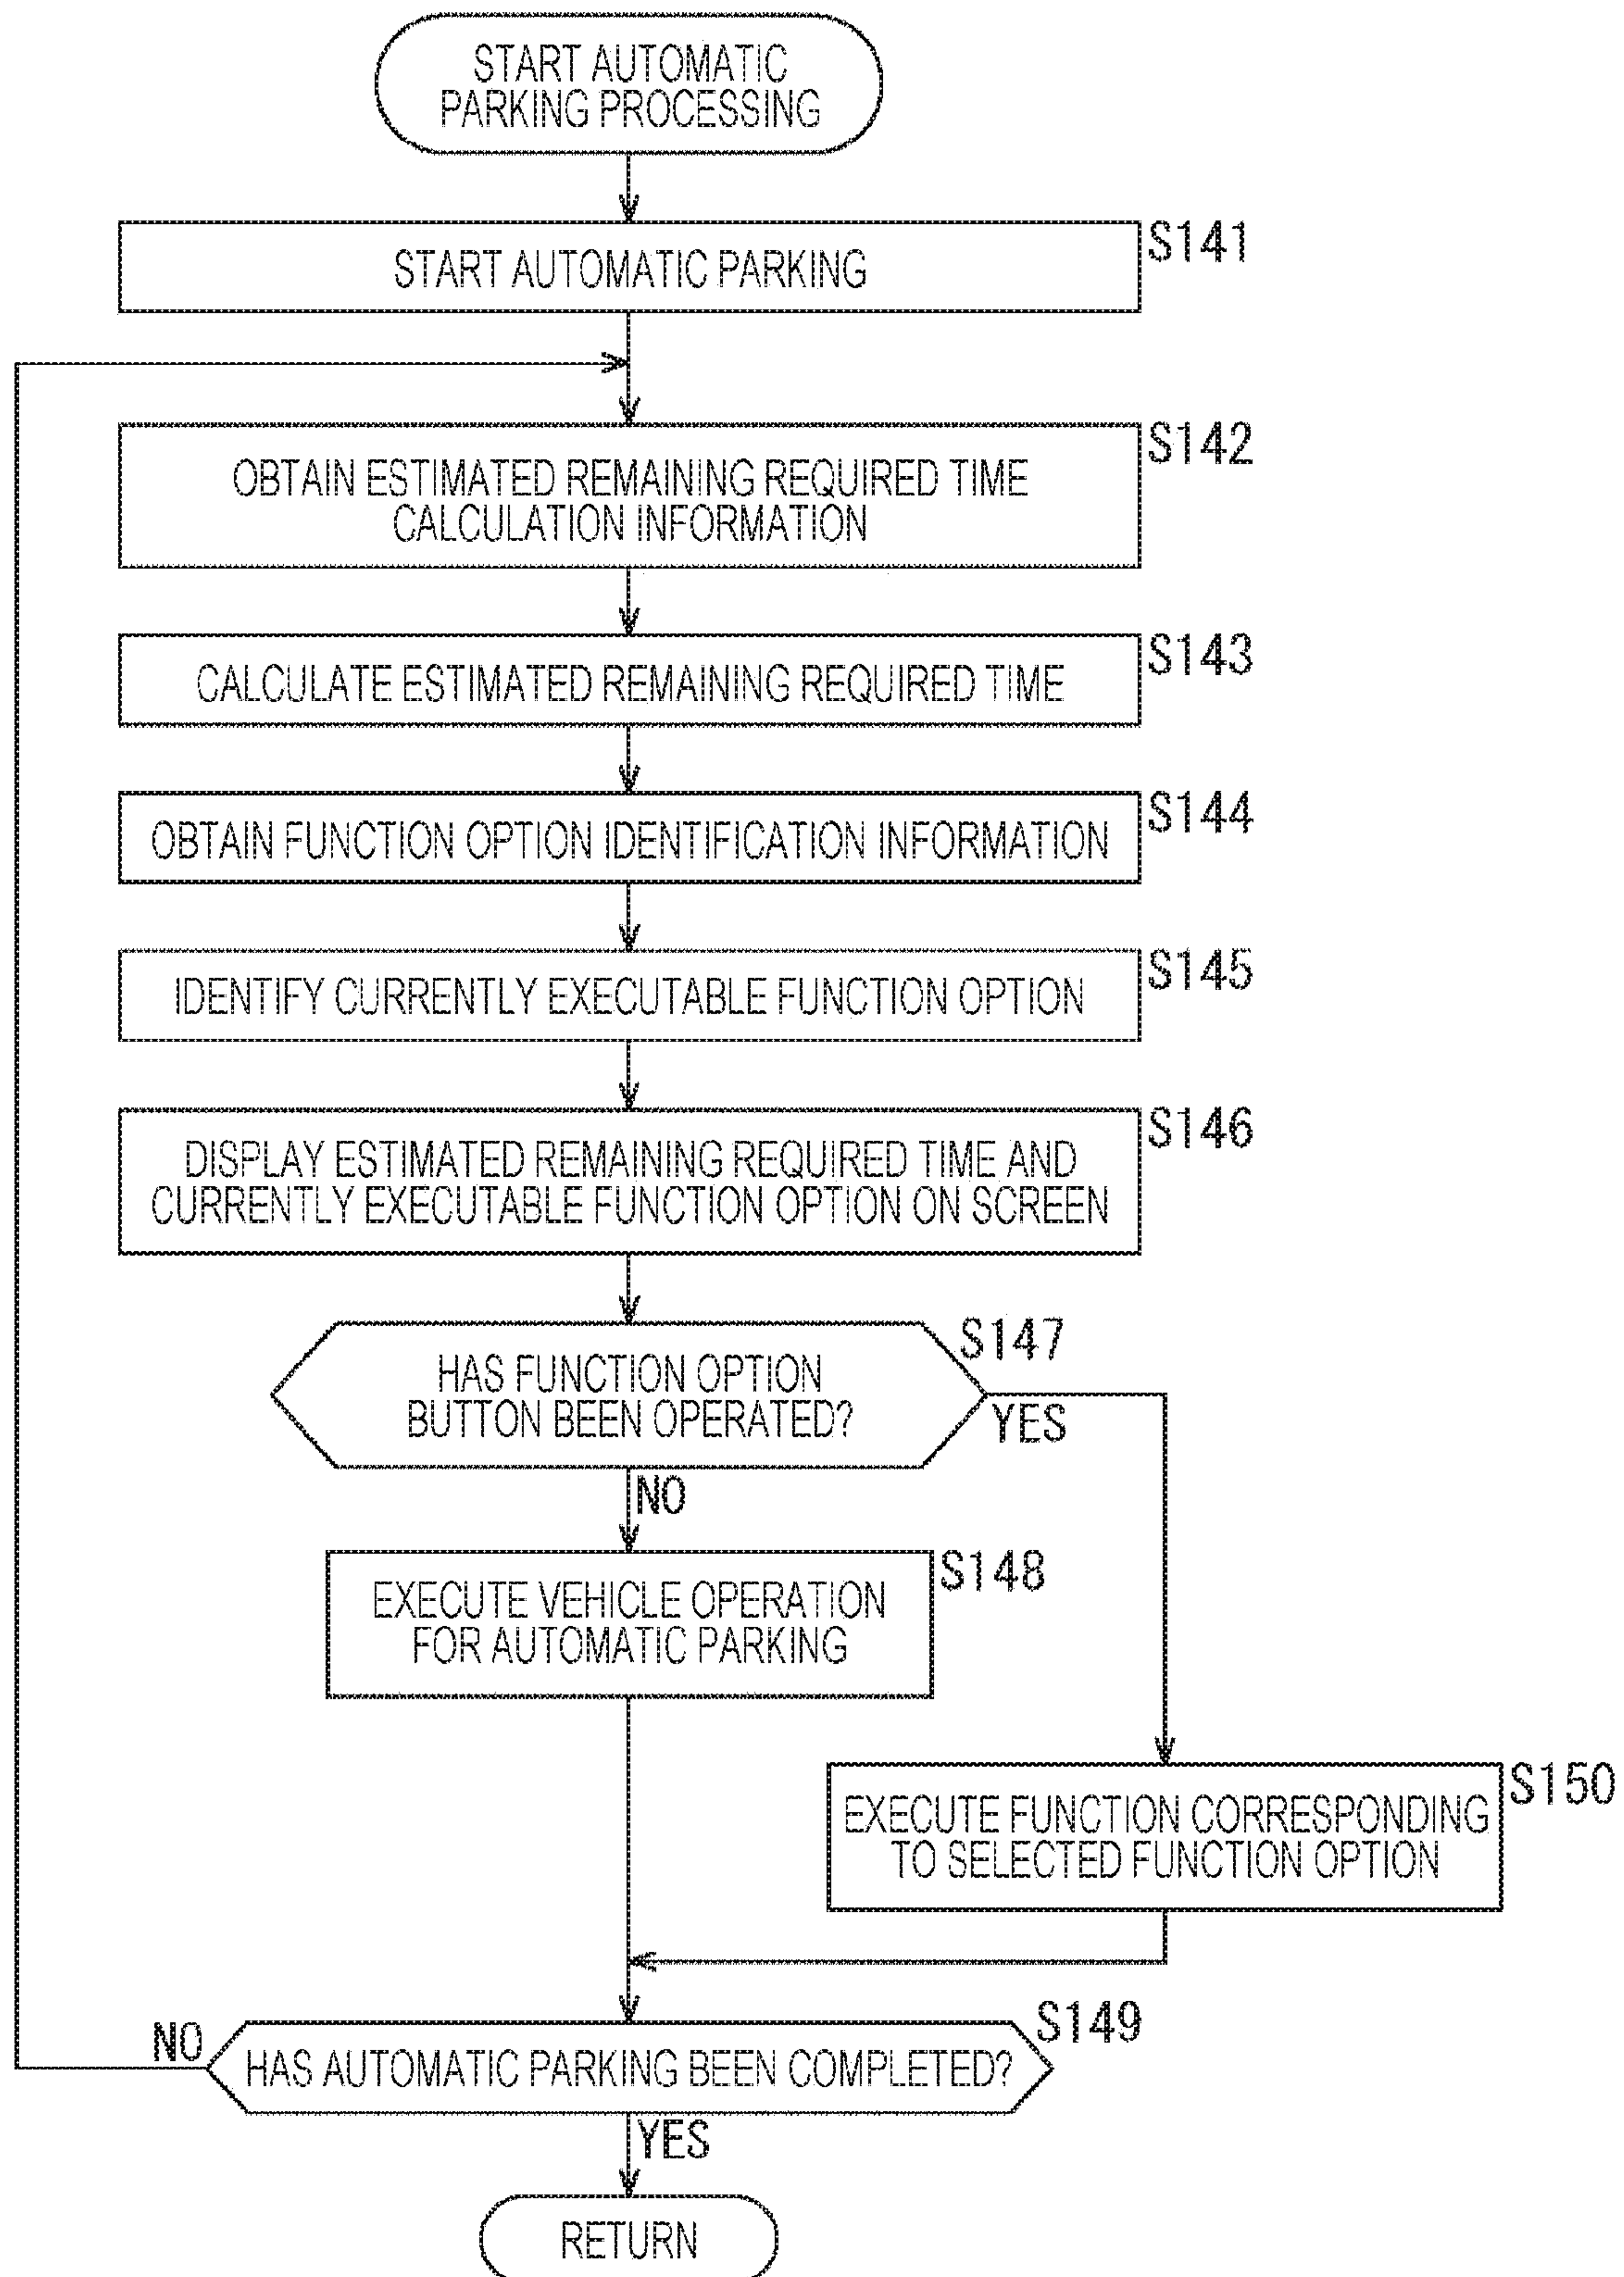 START AUTOMATIC
PARKING PROCESSING
S141
START AUTOMATIC PARKING
S142
OBTAIN ESTIMATED REMAINING REQUIRED TIME
CALCULATION INFORMATION
S143
CALCULATE ESTIMATED REMAINING REQUIRED TIME
S144
OBTAIN FUNCTION OPTION IDENTIFICATION INFORMATION
S145
IDENTIFY CURRENTLY EXECUTABLE FUNCTION OPTION
S146
DISPLAY ESTIMATED REMAINING REQUIRED TIME AND
CURRENTLY EXECUTABLE FUNCTION OPTION ON SCREEN
S147
HAS FUNCTION OPTION
BUTTON BEEN OPERATED?
YES
NO
S148
EXECUTE VEHICLE OPERATION
FOR AUTOMATIC PARKING
S150
EXECUTE FUNCTION CORRESPONDING
TO SELECTED FUNCTION OPTION
S149
NO
HAS AUTOMATIC PARKING BEEN COMPLETED?
YES
RETURN